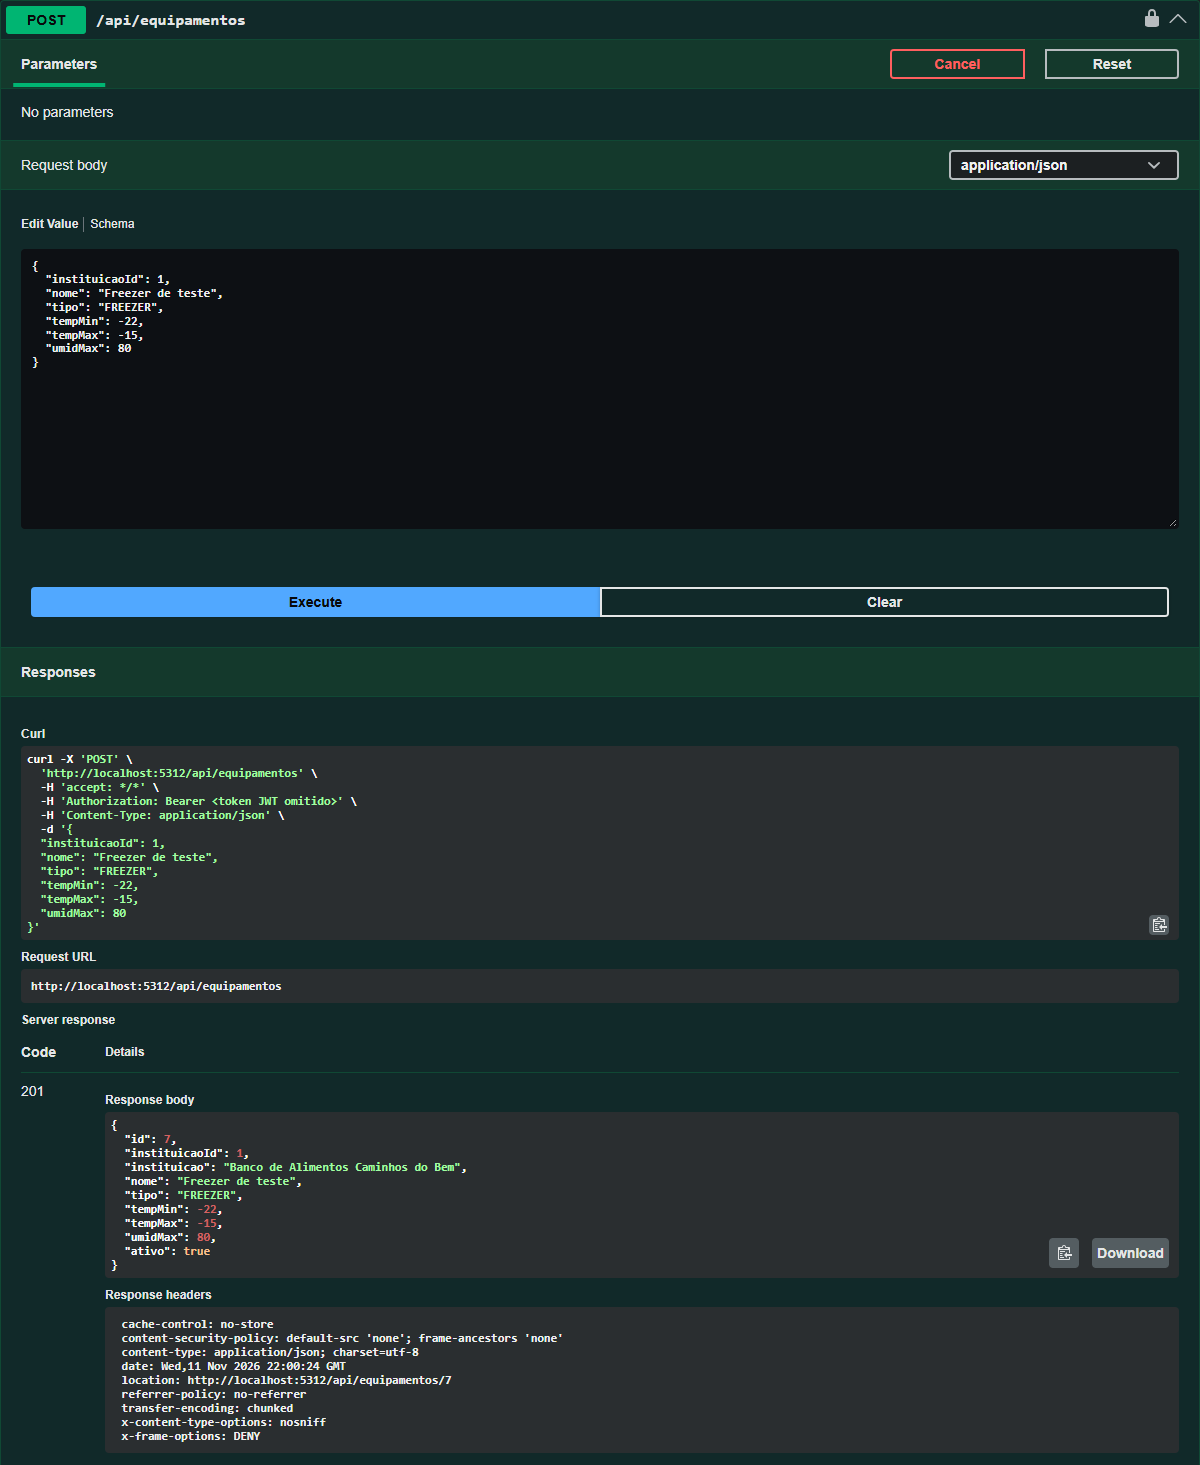 POST /api/equipamentos
Parameters
Cancel
Reset
No parameters
Request body
application/json
Edit Value | Schema
{
  "instituicaoId": 1,
  "nome": "Freezer de teste",
  "tipo": "FREEZER",
  "tempMin": -22,
  "tempMax": -15,
  "umidMax": 80
}
Execute
Clear
Responses
Curl
curl -X 'POST' \
  'http://localhost:5312/api/equipamentos' \
  -H 'accept: */*' \
  -H 'Authorization: Bearer <token JWT omitido>' \
  -H 'Content-Type: application/json' \
  -d '{
  "instituicaoId": 1,
  "nome": "Freezer de teste",
  "tipo": "FREEZER",
  "tempMin": -22,
  "tempMax": -15,
  "umidMax": 80
}'
Request URL
http://localhost:5312/api/equipamentos
Server response
Code
Details
201
Response body
{
  "id": 7,
  "instituicaoId": 1,
  "instituicao": "Banco de Alimentos Caminhos do Bem",
  "nome": "Freezer de teste",
  "tipo": "FREEZER",
  "tempMin": -22,
  "tempMax": -15,
  "umidMax": 80,
  "ativo": true
}
Download
Response headers
cache-control: no-store
content-security-policy: default-src 'none'; frame-ancestors 'none'
content-type: application/json; charset=utf-8
date: Wed,11 Nov 2026 22:00:24 GMT
location: http://localhost:5312/api/equipamentos/7
referrer-policy: no-referrer
transfer-encoding: chunked
x-content-type-options: nosniff
x-frame-options: DENY